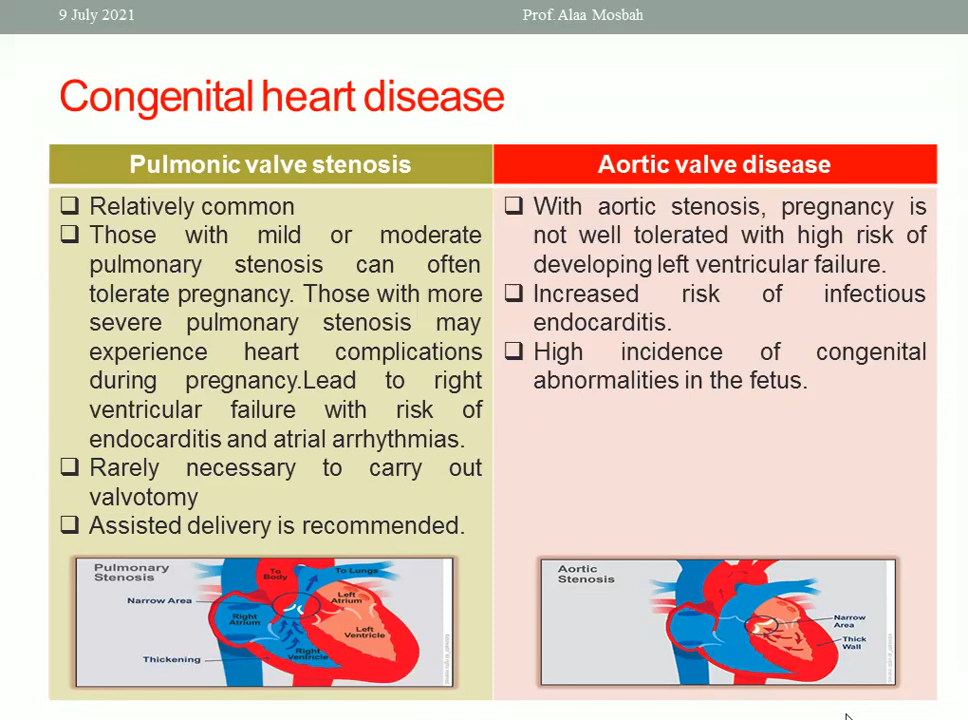 9 July 2021
Prof. Alaa Mosbah
Congenital heart disease
Pulmonic valve stenosis
Relatively common
Those with mild or moderate
pulmonary stenosis can often
tolerate pregnancy. Those with more
severe pulmonary stenosis may
experience heart complications
during pregnancy.Lead to right
ventricular failure with risk of
endocarditis and atrial arrhythmias.
Rarely necessary to carry out
valvotomy
Assisted delivery is recommended.
Pulmonary
Stenosis
To
Body
To Lungs
Narrow Area
Left
Atrium
Right
Atrium
Left
Ventricle
Right
Ventricle
Thickening
Aortic valve disease
With aortic stenosis, pregnancy is
not well tolerated with high risk of
developing left ventricular failure.
Increased risk of infectious
endocarditis.
High incidence of congenital
abnormalities in the fetus.
Aortic
Stenosis
Narrow
Area
Thick
Wall